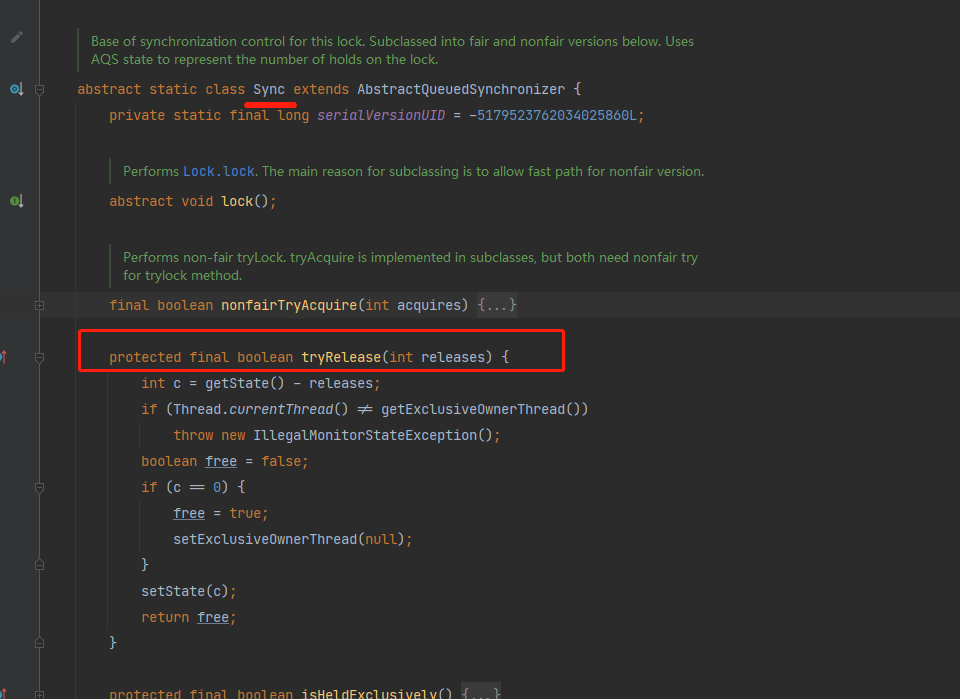 Base of synchronization control for this lock. Subclassed into fair and nonfair versions below. Uses
AQS state to represent the number of holds on the lock.
abstract static class Sync extends AbstractQueuedSynchronizer {
private static final long serialVersionUID = -5179523762034025860L;
Performs Lock.lock. The main reason for subclassing is to allow fast path for nonfair version.
abstract void lock();
Performs non-fair tryLock. tryAcquire is implemented in subclasses, but both need nonfair try
for trylock method.
final boolean nonfairTryAcquire(int acquires) {...}
protected final boolean tryRelease(int releases) {
int c = getState() - releases;
if (Thread.currentThread() ≠ getExclusiveOwnerThread())
throw new IllegalMonitorStateException();
boolean free = false;
if (c == 0) {
free = true;
setExclusiveOwnerThread(null);
}
setState(c);
return free;
}
protected final boolean isHeldExclusively() {...}